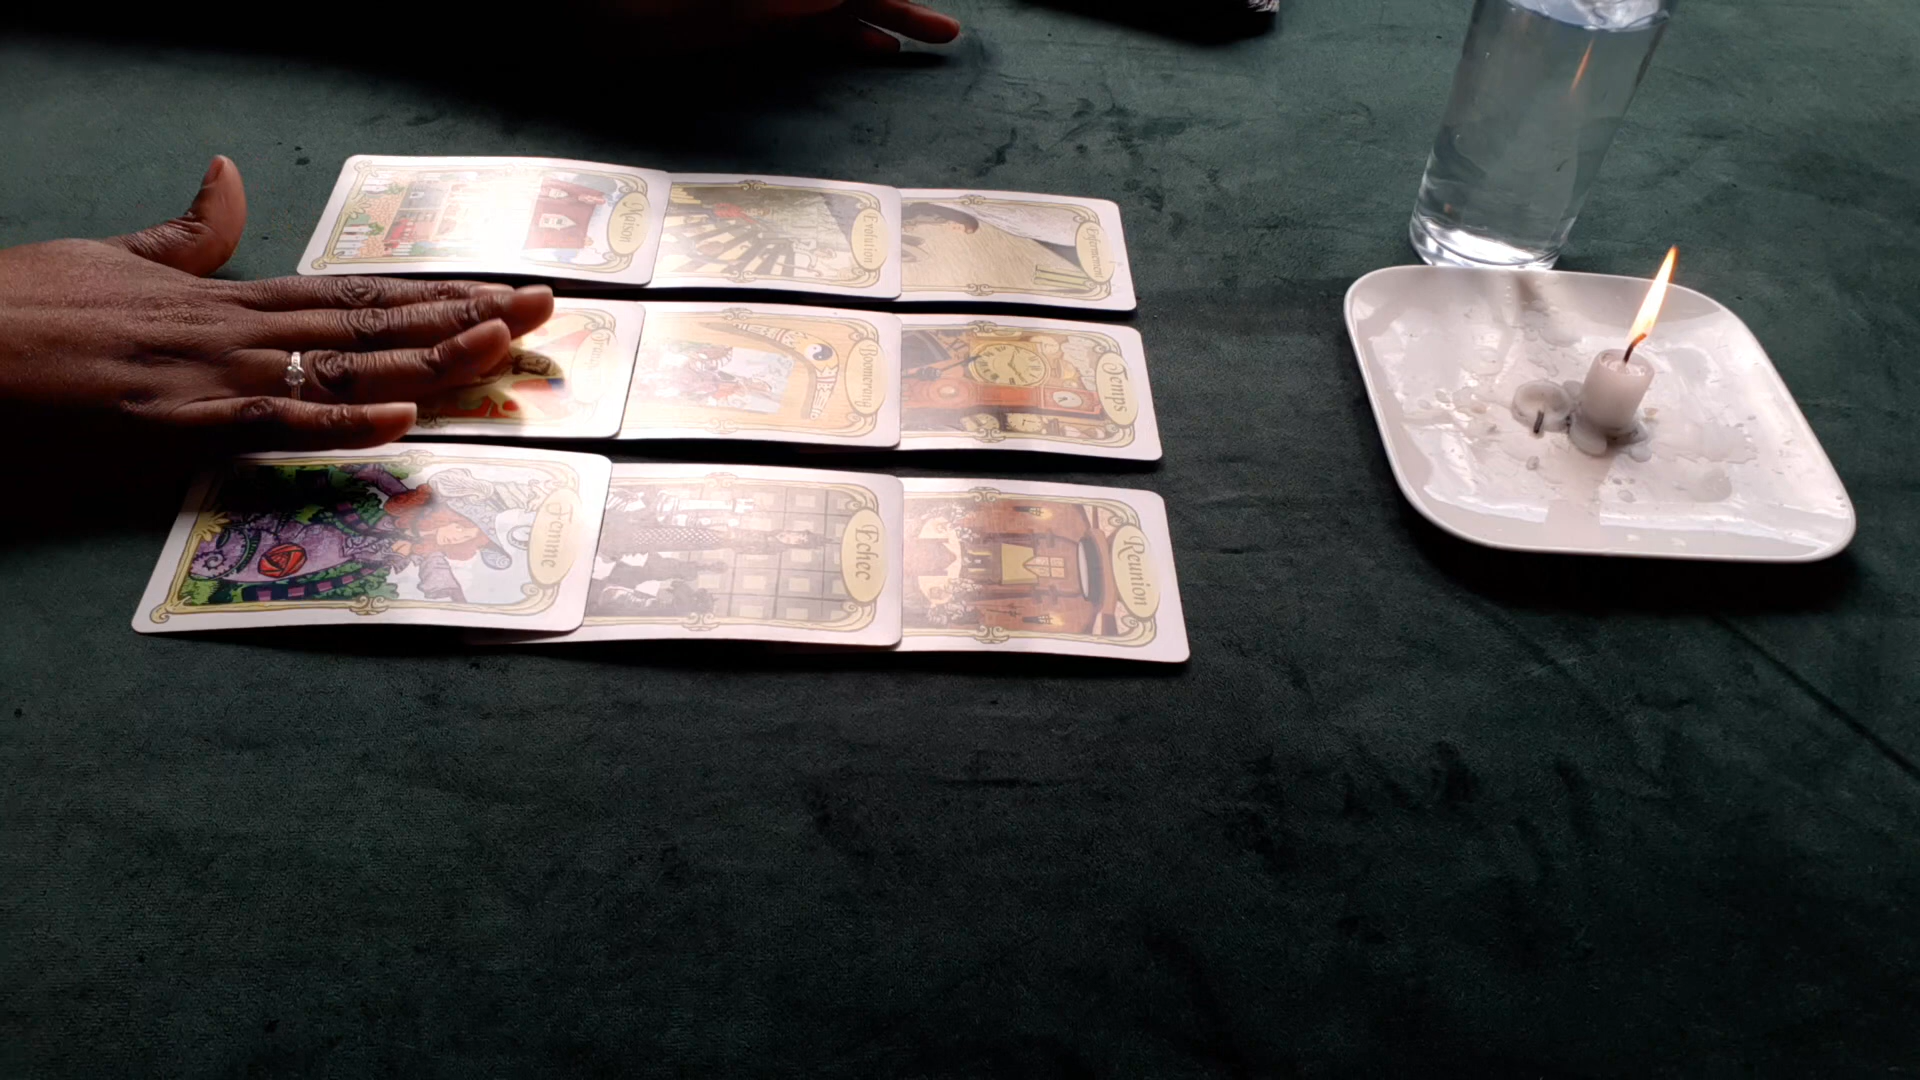 Maison
Evolution
Enfermement
Boomerang
Temps
Femme
Echec
Reunion